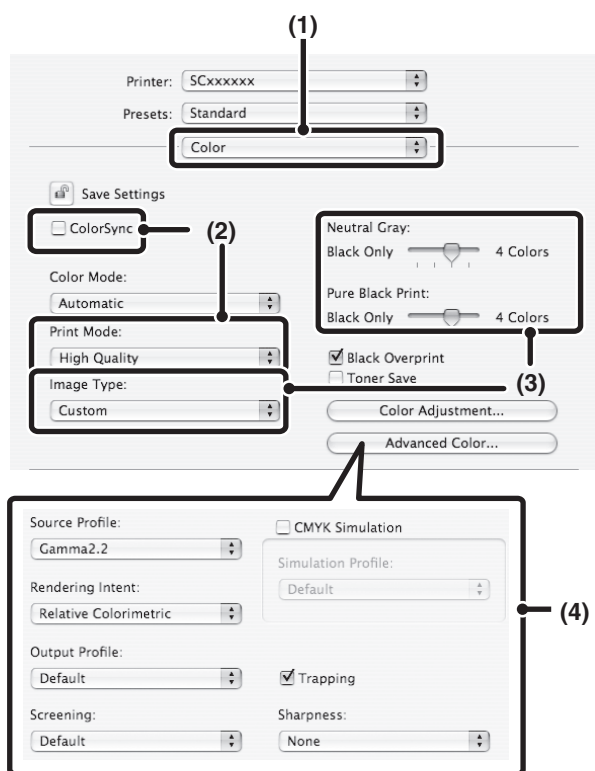 (1)
Printer: SCxxxxxx
Presets: Standard
Color
Save Settings
ColorSync
(2)
Color Mode:
Automatic
Print Mode:
High Quality
Image Type:
Custom
Neutral Gray:
Black Only 4 Colors
Pure Black Print:
Black Only 4 Colors
Black Overprint
Toner Save
(3)
Color Adjustment...
Advanced Color...
Source Profile:
Gamma2.2
Rendering Intent:
Relative Colorimetric
Output Profile:
Default
Screening:
Default
CMYK Simulation
Simulation Profile:
Default
Trapping
Sharpness:
None
(4)